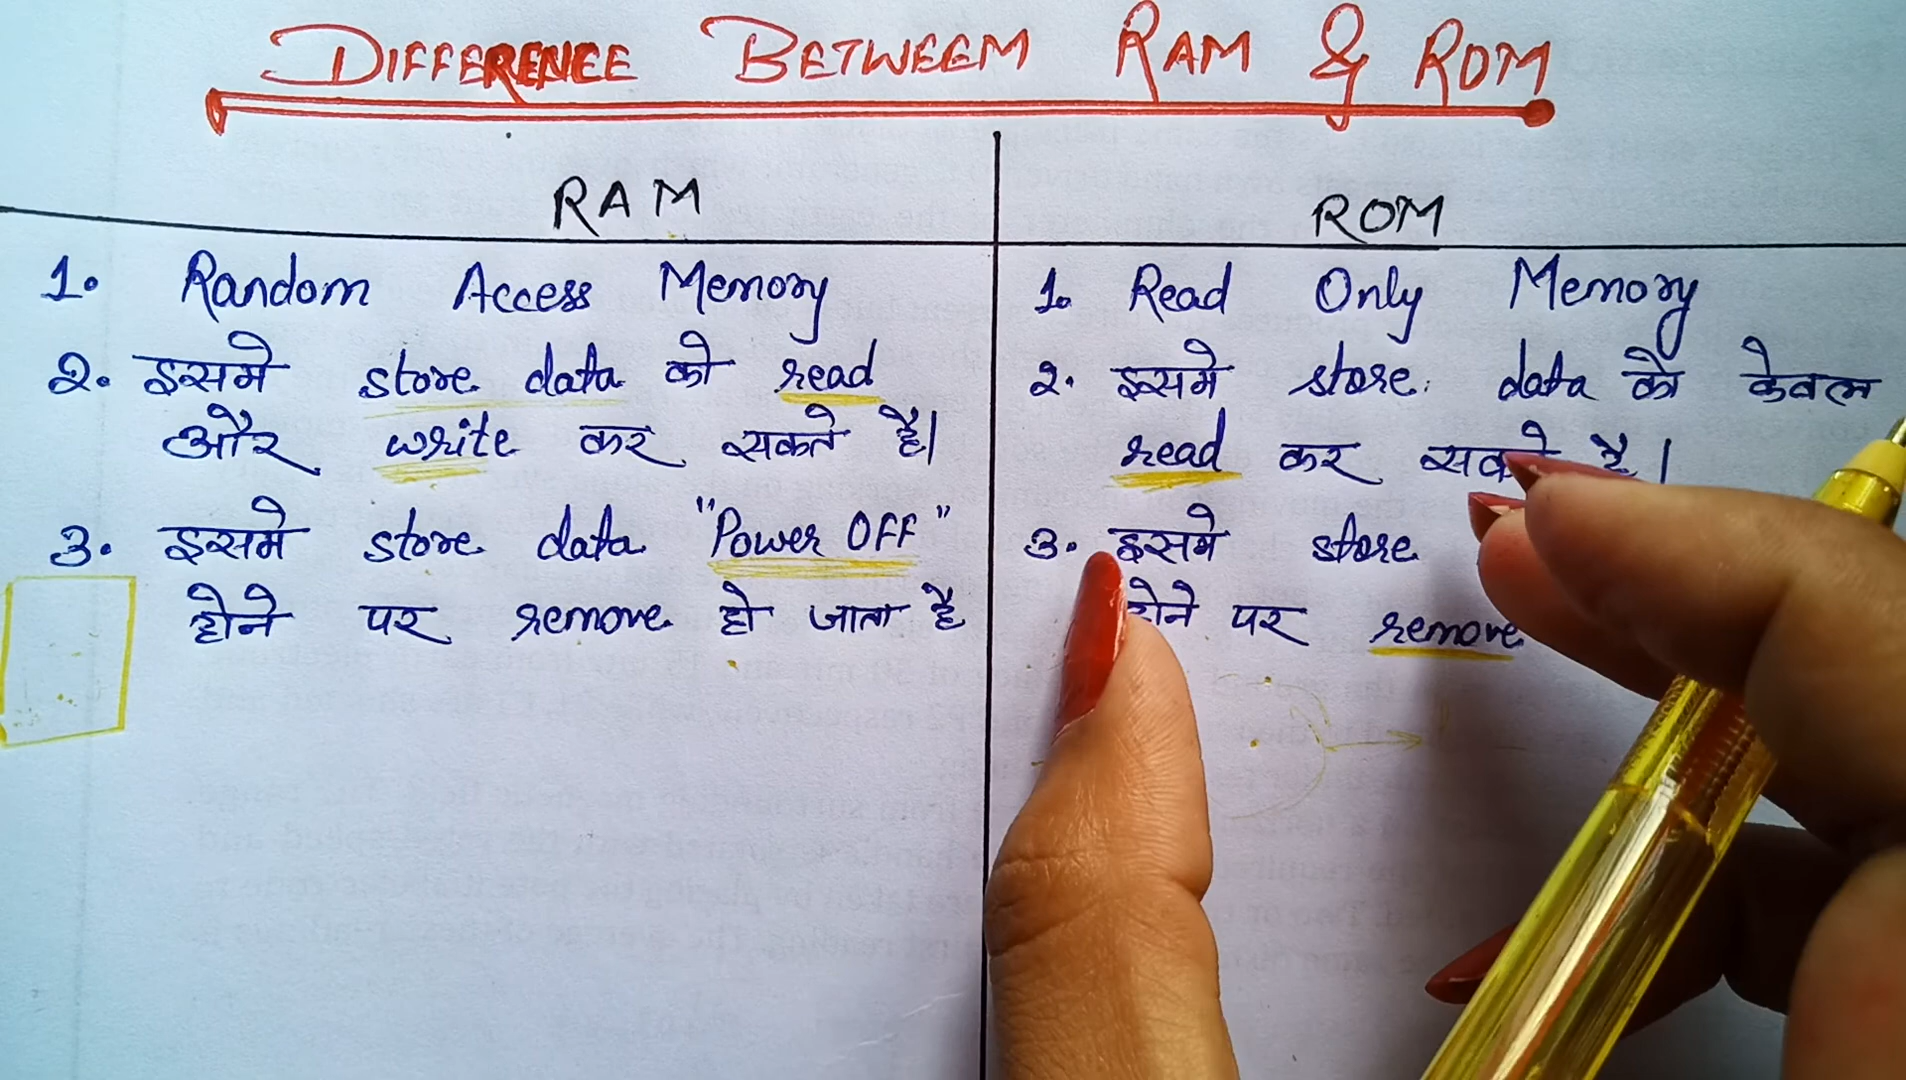 DIFFERENCE BETWEEM RAM & ROM
RAM
1. Random Access Memory
2. इसमे store data को read
और write कर सकते है।
3. इसमे store data "Power OFF"
होने पर remove हो जाता है
ROM
1. Read Only Memory
2. इसमे store data को केवल
read कर सकते है।
3. इसमे store
होने पर remove